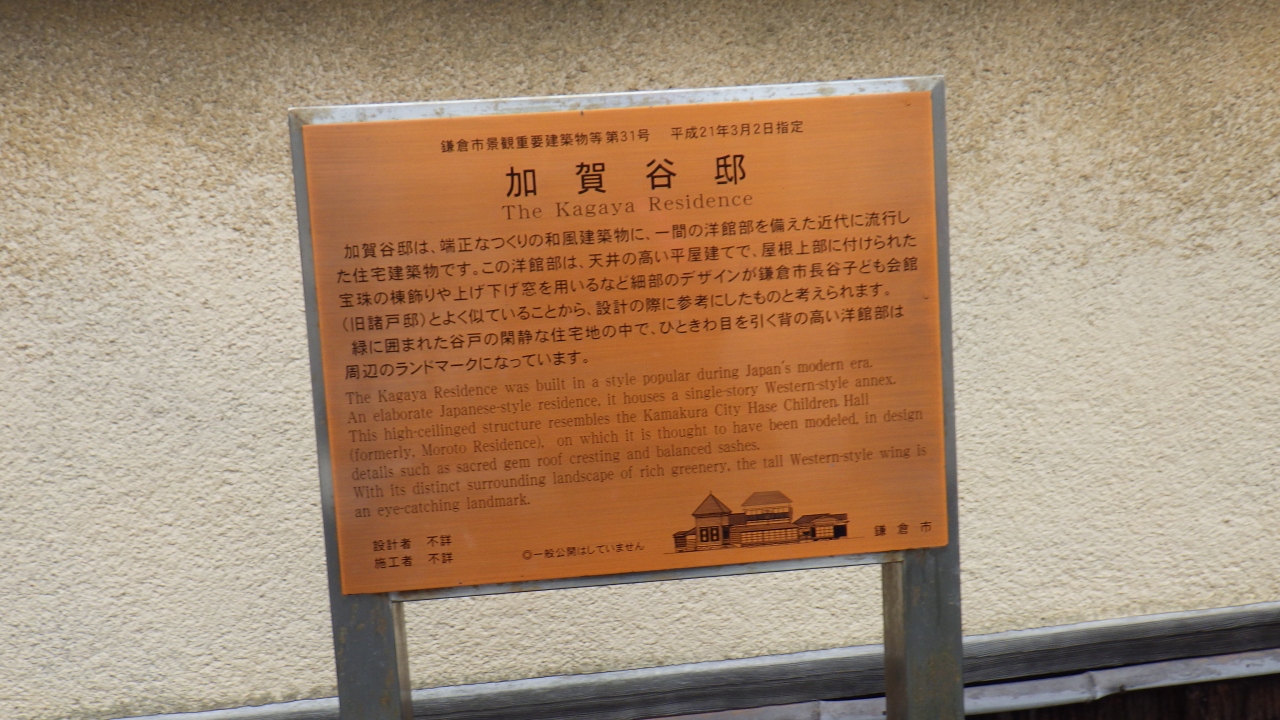 鎌倉市景観重要建築物等第31号 平成21年3月2日指定
加賀谷邸
The Kagaya Residence
加賀谷邸は、端正なつくりの和風建築物に、一間の洋館部を備えた近代に流行し
た住宅建築物です。この洋館部は、天井の高い平屋建てで、屋根上部に付けられた
宝珠の棟飾りや上げ下げ窓を用いるなど細部のデザインが鎌倉市長谷子ども会館
（旧諸戸邸）とよく似ていることから、設計の際に参考にしたものと考えられます。
緑に囲まれた谷戸の閑静な住宅地の中で、ひときわ目を引く背の高い洋館部は
周辺のランドマークになっています。
The Kagaya Residence was built in a style popular during Japan's modern era.
An elaborate Japanese-style residence, it houses a single-story Western-style annex.
This high-ceilinged structure resembles the Kamakura City Hase Children. Hall
(formerly, Moroto Residence), on which it is thought to have been modeled, in design
details such as sacred gem roof cresting and balanced sashes.
With its distinct surrounding landscape of rich greenery, the tall Western-style wing is
an eye-catching landmark.
設計者 不詳
施工者 不詳
◎一般公開はしていません
鎌倉市